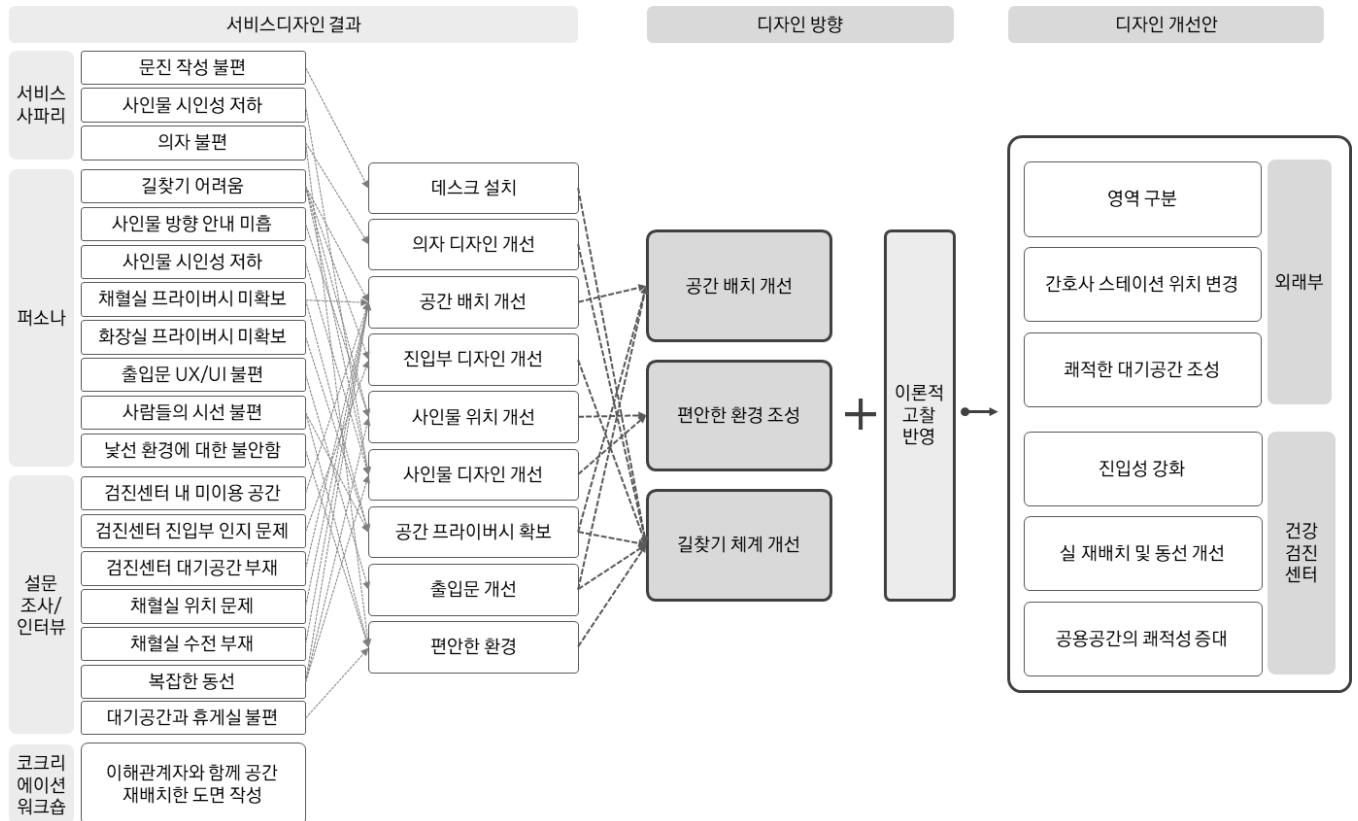 서비스디자인 결과
디자인 방향
디자인 개선안
서비스
사파리
문진 작성 불편
사인물 시인성 저하
의자 불편
퍼소나
길찾기 어려움
사인물 방향 안내 미흡
사인물 시인성 저하
채혈실 프라이버시 미확보
화장실 프라이버시 미확보
출입문 UX/UI 불편
사람들의 시선 불편
낯선 환경에 대한 불안함
설문
조사/
인터뷰
검진센터 내 미이용 공간
검진센터 진입부 인지 문제
검진센터 대기공간 부재
채혈실 위치 문제
채혈실 수전 부재
복잡한 동선
대기공간과 휴게실 불편
코크리
에이션
워크숍
이해관계자와 함께 공간
재배치한 도면 작성
데스크 설치
의자 디자인 개선
공간 배치 개선
진입부 디자인 개선
사인물 위치 개선
사인물 디자인 개선
공간 프라이버시 확보
출입문 개선
편안한 환경
공간 배치 개선
편안한 환경 조성
길찾기 체계 개선
+
이론적
고찰
반영
영역 구분
간호사 스테이션 위치 변경
쾌적한 대기공간 조성
외래부
진입성 강화
실 재배치 및 동선 개선
공용공간의 쾌적성 증대
건강
검진
센터